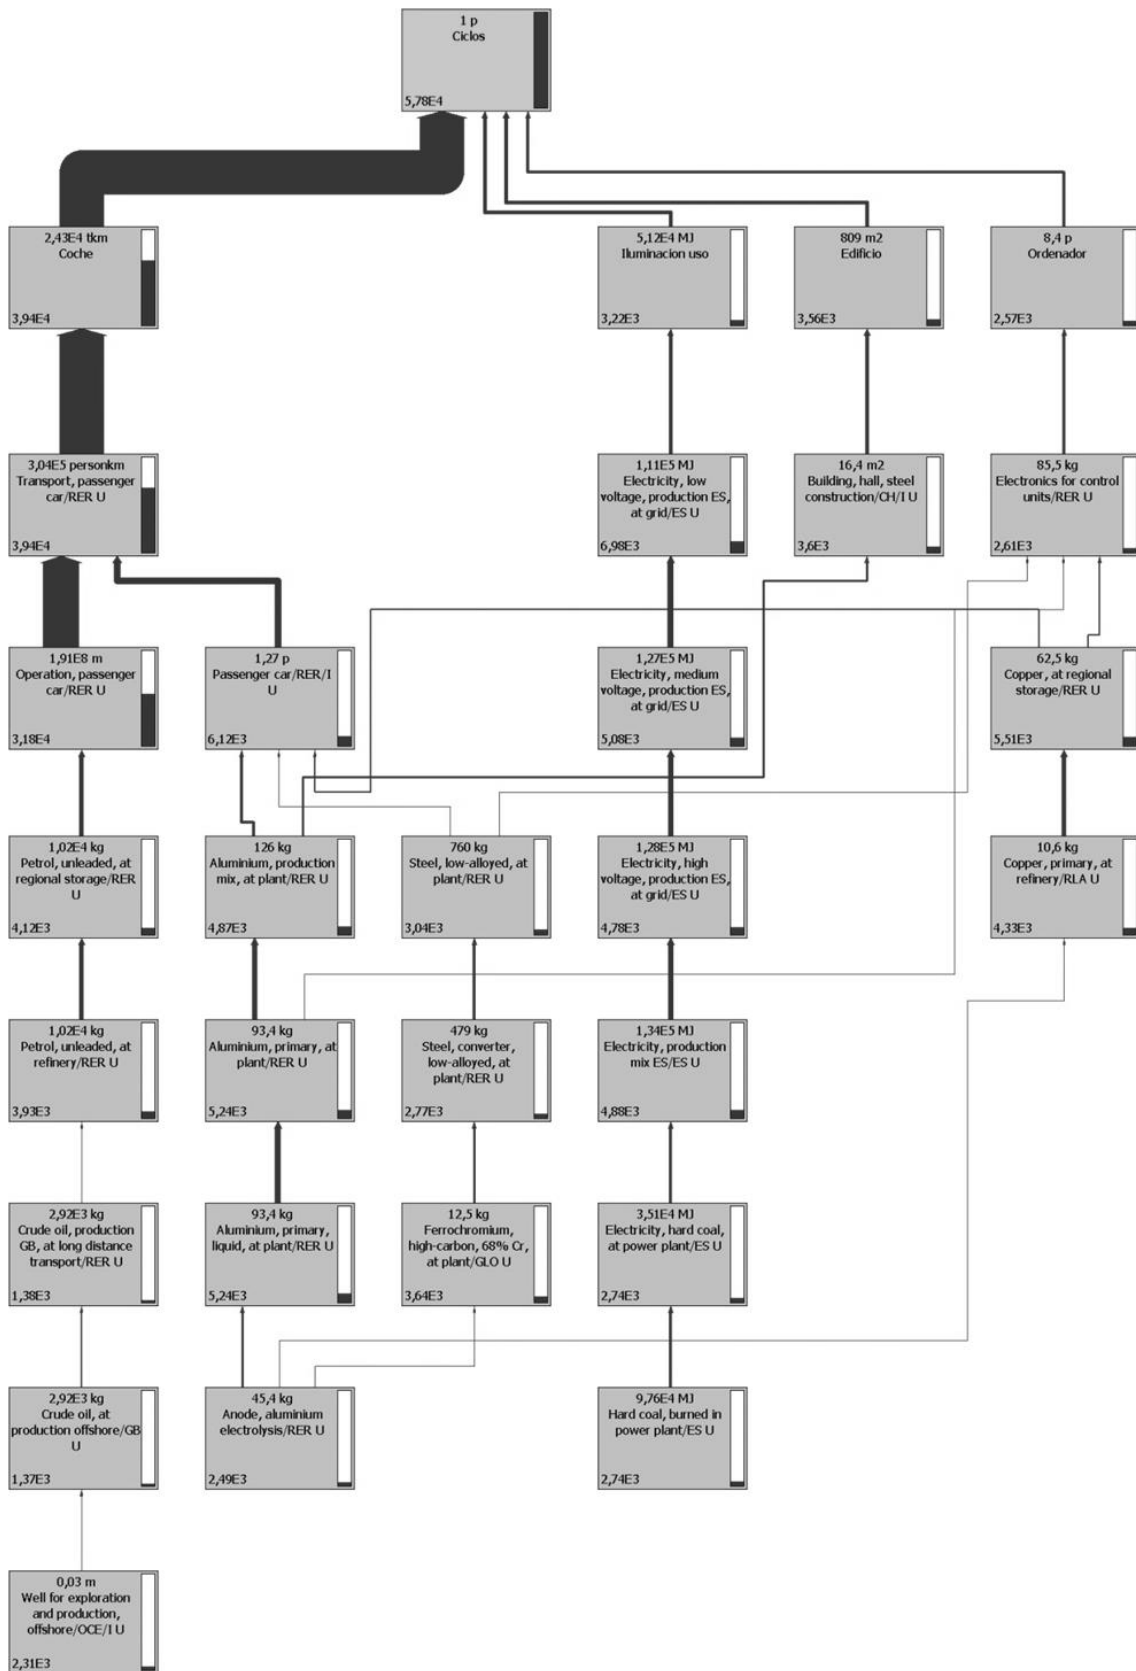 1 p
Ciclos
5,78E4
2,43E4 tkm
Coche
3,94E4
5,12E4 MJ
Iluminacion uso
3,22E3
809 m2
Edificio
3,56E3
8,4 p
Ordenador
2,57E3
3,04E5 personkm
Transport, passenger
car/RER U
3,94E4
1,11E5 MJ
Electricity, low
voltage, production ES,
at grid/ES U
6,98E3
16,4 m2
Building, hall, steel
construction/CH/I U
3,6E3
85,5 kg
Electronics for control
units/RER U
2,61E3
1,91E8 m
Operation, passenger
car/RER U
3,18E4
1,27 p
Passenger car/RER/I
U
6,12E3
1,27E5 MJ
Electricity, medium
voltage, production ES,
at grid/ES U
5,08E3
62,5 kg
Copper, at regional
storage/RER U
5,51E3
1,02E4 kg
Petrol, unleaded, at
regional storage/RER
U
4,12E3
126 kg
Aluminium, production
mix, at plant/RER U
4,87E3
760 kg
Steel, low-alloyed, at
plant/RER U
3,04E3
1,28E5 MJ
Electricity, high
voltage, production ES,
at grid/ES U
4,78E3
10,6 kg
Copper, primary, at
refinery/RLA U
4,33E3
1,02E4 kg
Petrol, unleaded, at
refinery/RER U
3,93E3
93,4 kg
Aluminium, primary, at
plant/RER U
5,24E3
479 kg
Steel, converter,
low-alloyed, at
plant/RER U
2,77E3
1,34E5 MJ
Electricity, production
mix ES/ES U
4,88E3
2,92E3 kg
Crude oil, production
GB, at long distance
transport/RER U
1,38E3
93,4 kg
Aluminium, primary,
liquid, at plant/RER U
5,24E3
12,5 kg
Ferrochromium,
high-carbon, 68% Cr,
at plant/GLO U
3,64E3
3,51E4 MJ
Electricity, hard coal,
at power plant/ES U
2,74E3
2,92E3 kg
Crude oil, at
production offshore/GB
U
1,37E3
45,4 kg
Anode, aluminium
electrolysis/RER U
2,49E3
9,76E4 MJ
Hard coal, burned in
power plant/ES U
2,74E3
0,03 m
Well for exploration
and production,
offshore/OCE/I U
2,31E3